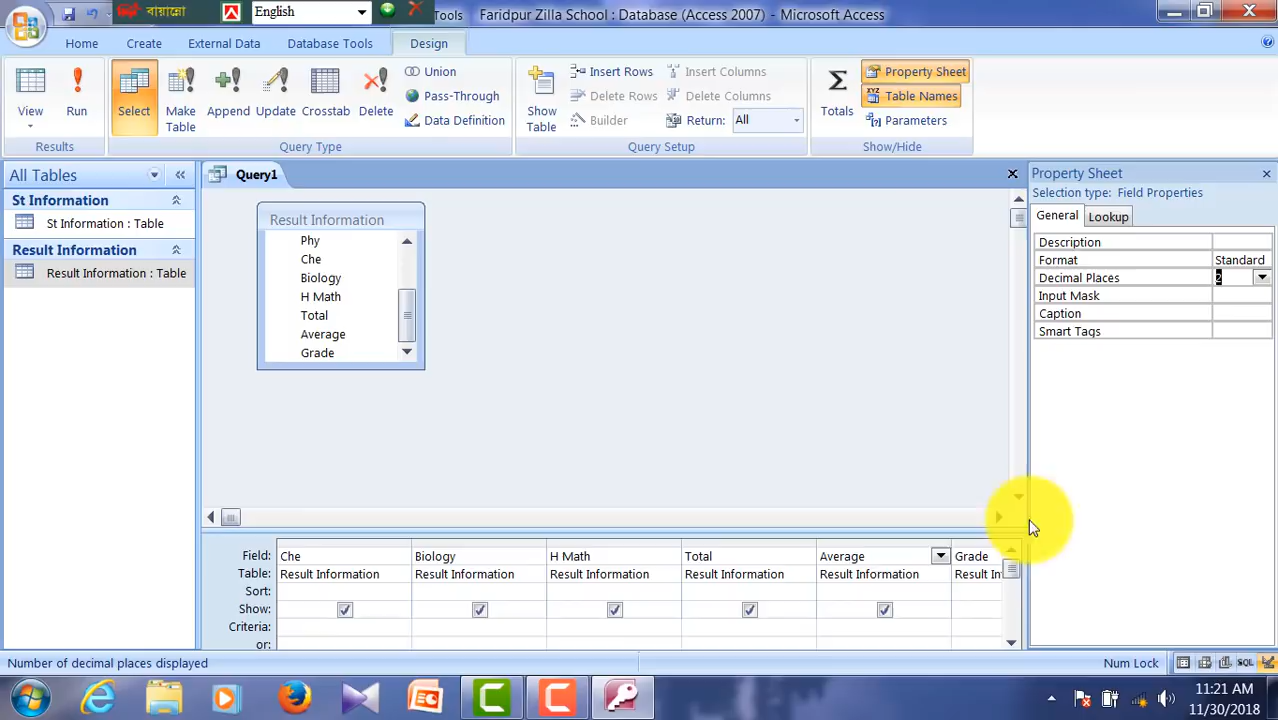 বায়ান্নো
English
Tools
Faridpur Zilla School : Database (Access 2007) - Microsoft Access
Home
Create
External Data
Database Tools
Design
View
Run
Results
Select
Make
Table
Append
Update
Crosstab
Delete
Union
Pass-Through
Data Definition
Query Type
Show
Table
Insert Rows
Delete Rows
Builder
Insert Columns
Delete Columns
Return: All
Query Setup
Totals
Property Sheet
Table Names
Parameters
Show/Hide
All Tables
St Information
St Information : Table
Result Information
Result Information : Table
Query1
Result Information
Phy
Che
Biology
H Math
Total
Average
Grade
Field: Che Biology H Math Total Average Grade
Table: Result Information Result Information Result Information Result Information Result Information Result In
Sort:
Show:
Criteria:
or:
Property Sheet
Selection type: Field Properties
General
Lookup
Description
Format Standard
Decimal Places 2
Input Mask
Caption
Smart Tags
Number of decimal places displayed
Num Lock
SQL
11:21 AM
11/30/2018